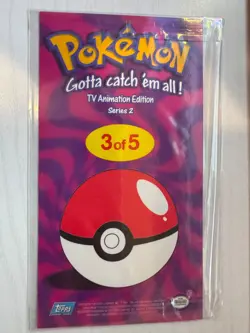 POKéMON
Gotta catch 'em all!
TV Animation Edition
Series 2
3 of 5
Topps